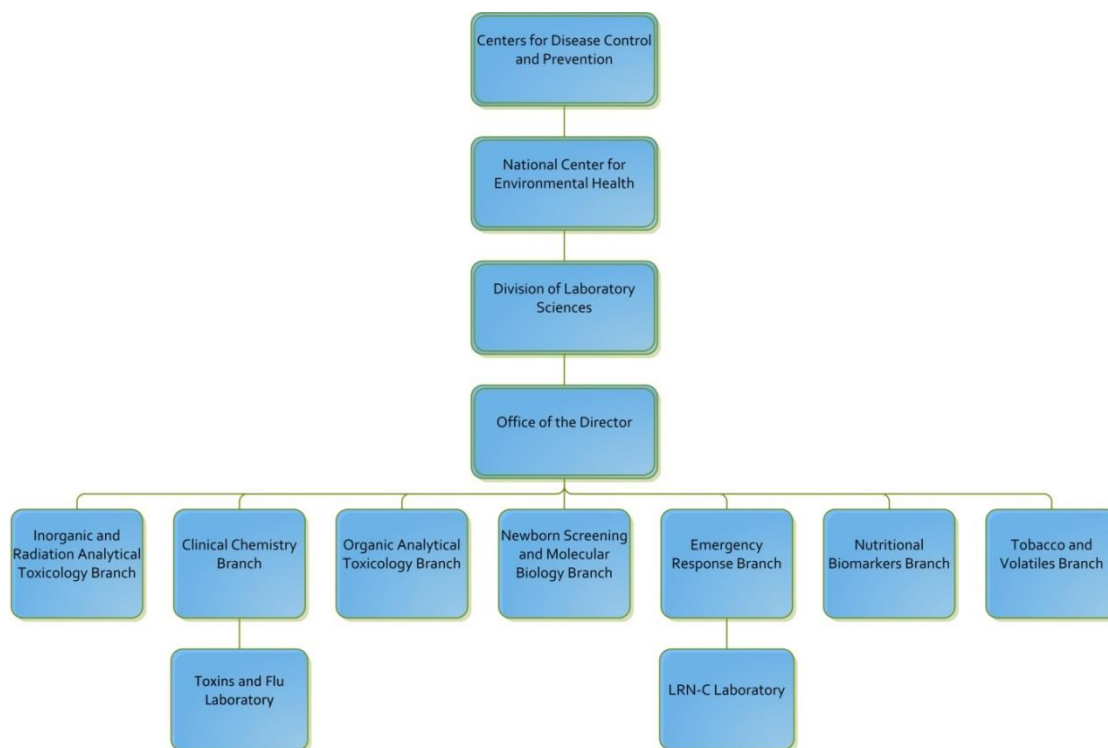 Centers for Disease Control
and Prevention
National Center for
Environmental Health
Division of Laboratory
Sciences
Office of the Director
Inorganic and
Radiation Analytical
Toxicology Branch
Clinical Chemistry
Branch
Organic Analytical
Toxicology Branch
Newborn Screening
and Molecular
Biology Branch
Emergency
Response Branch
Nutritional
Biomarkers Branch
Tobacco and
Volatiles Branch
Toxins and Flu
Laboratory
LRN-C Laboratory